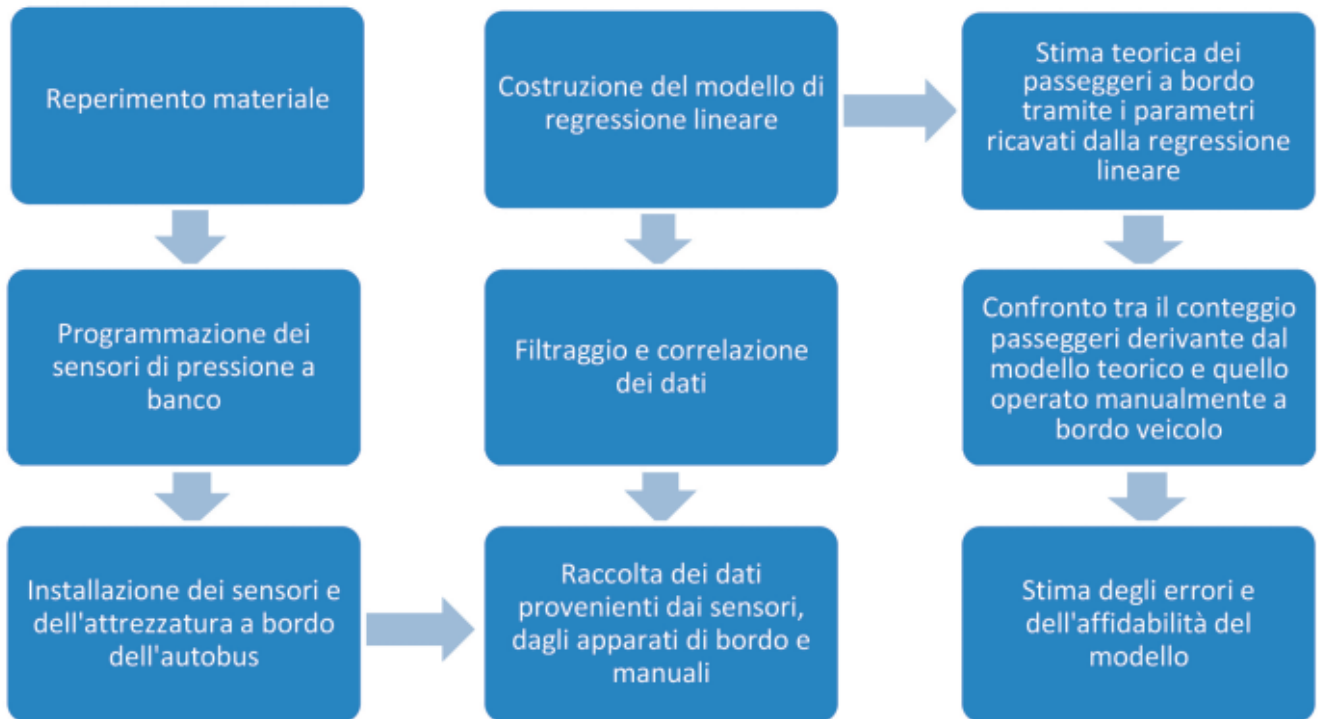 Reperimento materiale
Programmazione dei
sensori di pressione a
banco
Installazione dei sensori e
dell'attrezzatura a bordo
dell'autobus
Costruzione del modello di
regressione lineare
Filtraggio e correlazione
dei dati
Raccolta dei dati
provenienti dai sensori,
dagli apparati di bordo e
manuali
Stima teorica dei
passeggeri a bordo
tramite i parametri
ricavati dalla regressione
lineare
Confronto tra il conteggio
passeggeri derivante dal
modello teorico e quello
operato manualmente a
bordo veicolo
Stima degli errori e
dell'affidabilità del
modello